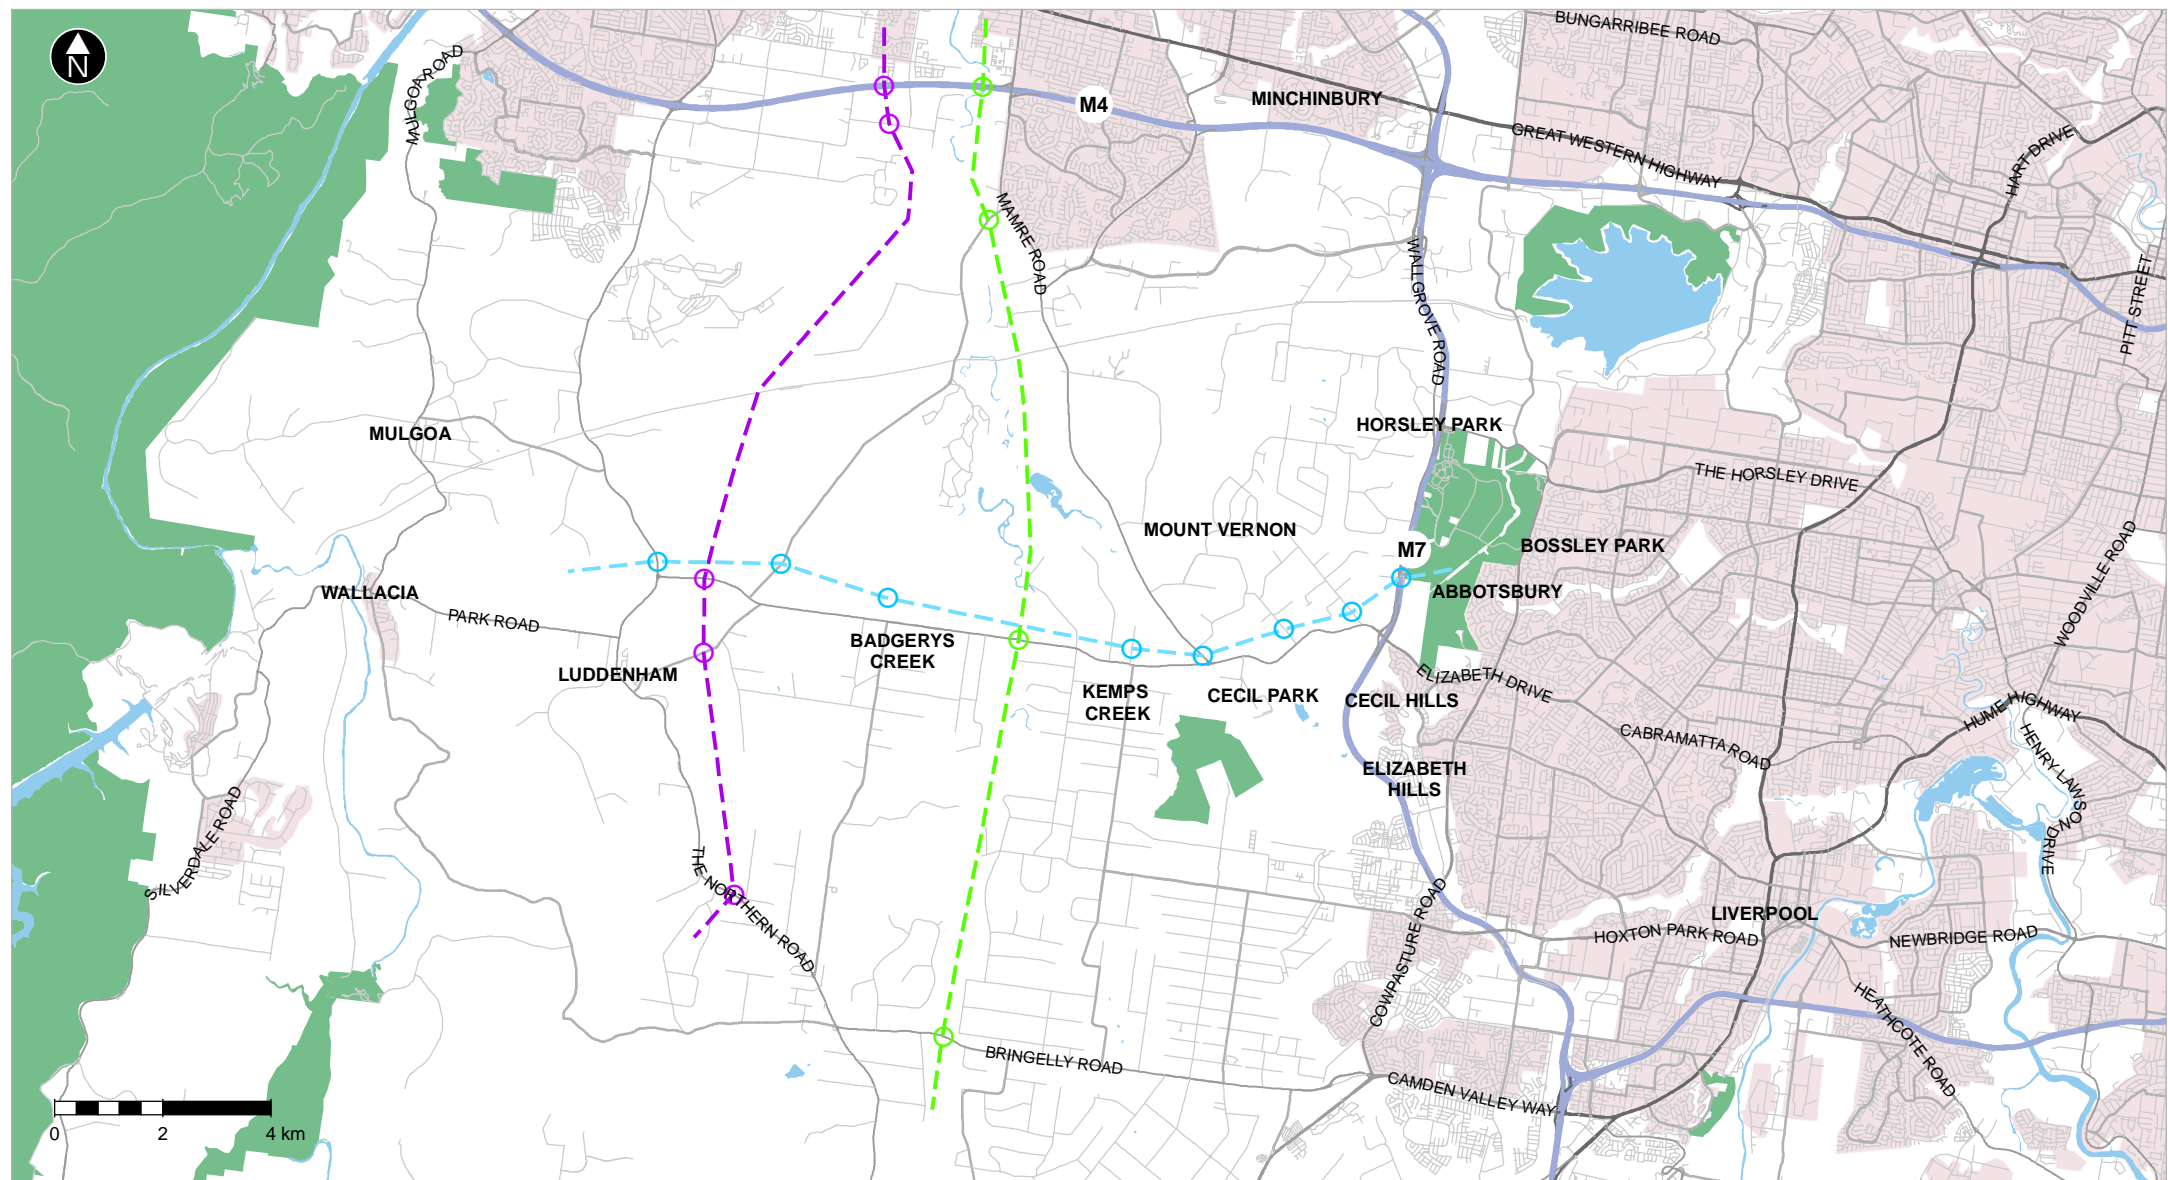 BUNGARRIBEE ROAD
N
MULGOA ROAD
M4
MINCHINBURY
GREAT WESTERN HIGHWAY
HART DRIVE
MAMRE ROAD
WALLGROVE ROAD
PITT STREET
HORSLEY PARK
MULGOA
THE HORSLEY DRIVE
MOUNT VERNON
M7
BOSSLEY PARK
WOODVILLE ROAD
WALLACIA
ABBOTSBURY
PARK ROAD
BADGERYS
CREEK
LUDDENHAM
ELIZABETH DRIVE
KEMPS
CREEK
CECIL PARK
CECIL HILLS
HUME HIGHWAY
CABRAMATTA ROAD
HENRY LAWSON DRIVE
ELIZABETH
HILLS
SILVERDALE ROAD
THE NORTHERN ROAD
COWPASTURE ROAD
LIVERPOOL
HOXTON PARK ROAD
NEWBRIDGE ROAD
HEATHCOTE ROAD
BRINGELLY ROAD
CAMDEN VALLEY WAY
0 2 4 km